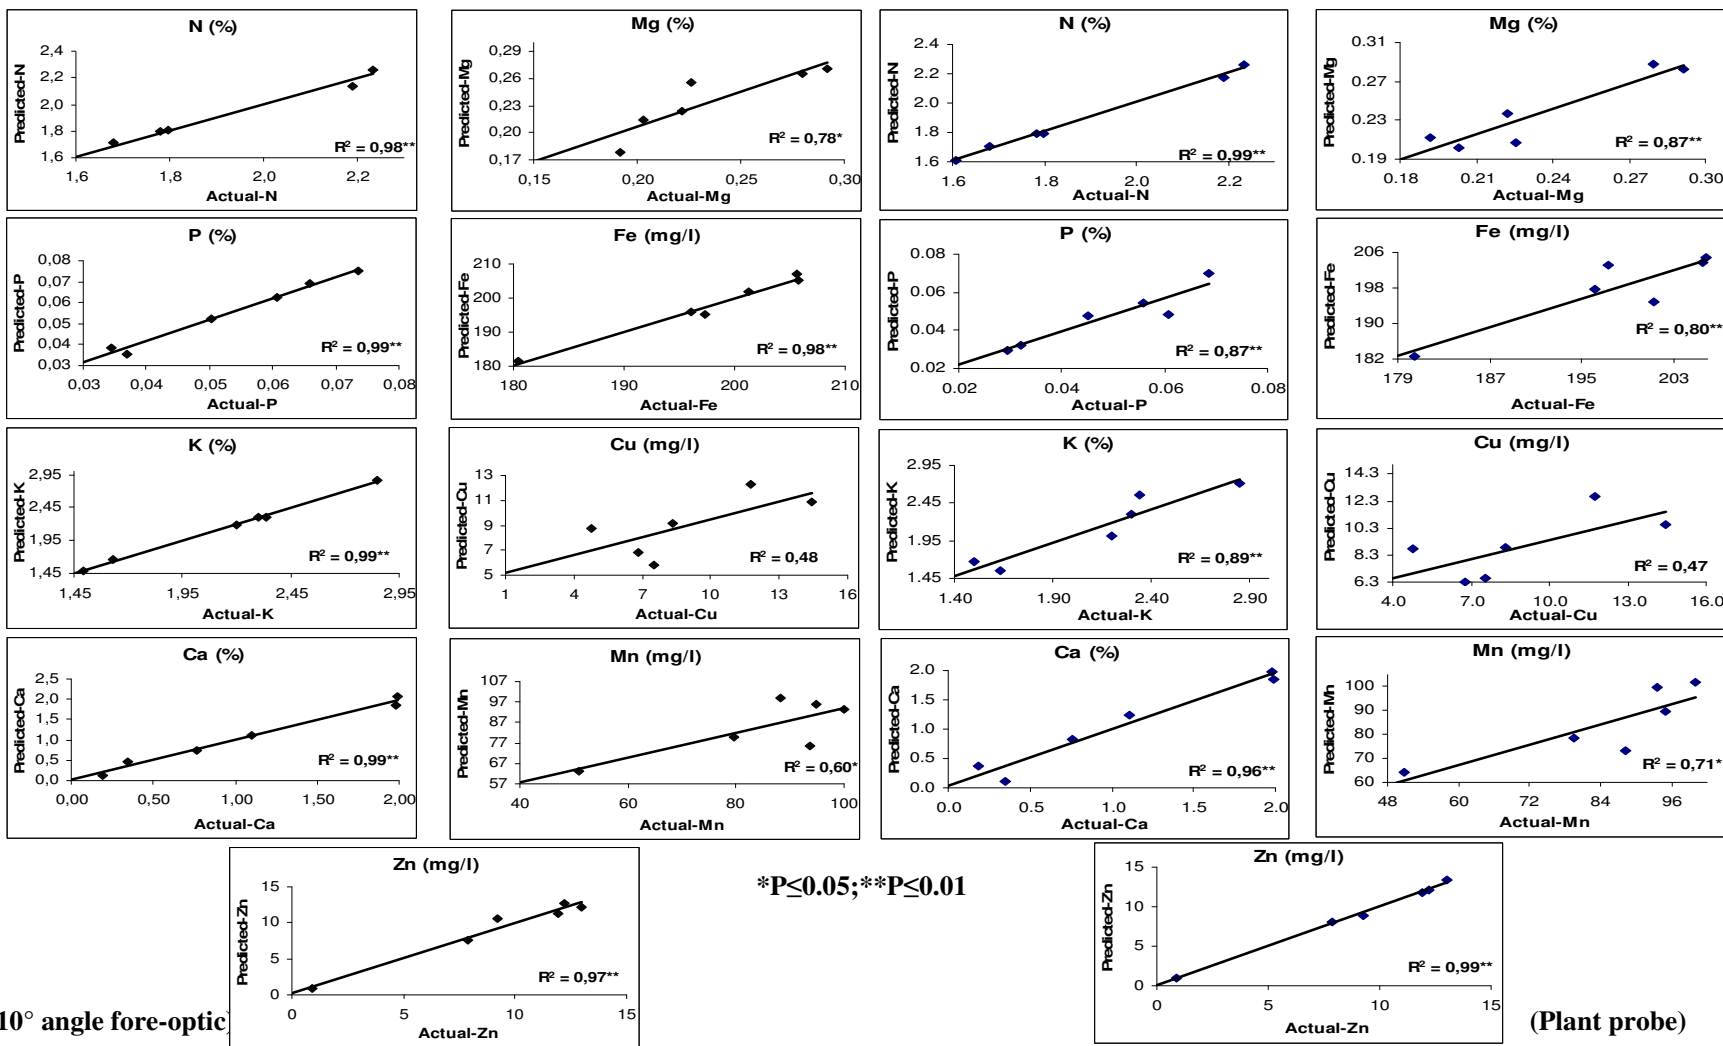 N (%)
Predicted-N
2,4
2,2
2,0
1,8
1,6
R² = 0,98**
1,6 1,8 2,0 2,2
Actual-N
Mg (%)
Predicted-Mg
0,29
0,26
0,23
0,20
0,17
R² = 0,78*
0,15 0,20 0,25 0,30
Actual-Mg
N (%)
Predicted-N
2.4
2.2
2.0
1.8
1.6
R² = 0,99**
1.6 1.8 2.0 2.2
Actual-N
Mg (%)
Predicted-Mg
0.31
0.27
0.23
0.19
R² = 0,87**
0.18 0.21 0.24 0.27 0.30
Actual-Mg
P (%)
Predicted-P
0,08
0,07
0,06
0,05
0,04
0,03
R² = 0,99**
0,03 0,04 0,05 0,06 0,07 0,08
Actual-P
Fe (mg/l)
Predicted-Fe
210
200
190
180
R² = 0,98**
180 190 200 210
Actual-Fe
P (%)
Predicted-P
0.08
0.06
0.04
0.02
R² = 0,87**
0.02 0.04 0.06 0.08
Actual-P
Fe (mg/l)
Predicted-Fe
206
198
190
182
R² = 0,80**
179 187 195 203
Actual-Fe
K (%)
Predicted-K
2,95
2,45
1,95
1,45
R² = 0,99**
1,45 1,95 2,45 2,95
Actual-K
Cu (mg/l)
Predicted-Cu
13
11
9
7
5
R² = 0,48
1 4 7 10 13 16
Actual-Cu
K (%)
Predicted-K
2.95
2.45
1.95
1.45
R² = 0,89**
1.40 1.90 2.40 2.90
Actual-K
Cu (mg/l)
Predicted-Cu
14.3
12.3
10.3
8.3
6.3
R² = 0,47
4.0 7.0 10.0 13.0 16.0
Actual-Cu
Ca (%)
Predicted-Ca
2,5
2,0
1,5
1,0
0,5
0,0
R² = 0,99**
0,00 0,50 1,00 1,50 2,00
Actual-Ca
Mn (mg/l)
Predicted-Mn
107
97
87
77
67
57
R² = 0,60*
40 60 80 100
Actual-Mn
Ca (%)
Predicted-Ca
2.0
1.5
1.0
0.5
0.0
R² = 0,96**
0.0 0.5 1.0 1.5 2.0
Actual-Ca
Mn (mg/l)
Predicted-Mn
100
90
80
70
60
R² = 0,71*
48 60 72 84 96
Actual-Mn
Zn (mg/l)
Predicted-Zn
15
10
5
0
R² = 0,97**
0 5 10 15
Actual-Zn
*P≤0.05;**P≤0.01
Zn (mg/l)
Predicted-Zn
15
10
5
0
R² = 0,99**
0 5 10 15
Actual-Zn
10° angle fore-optic)
(Plant probe)